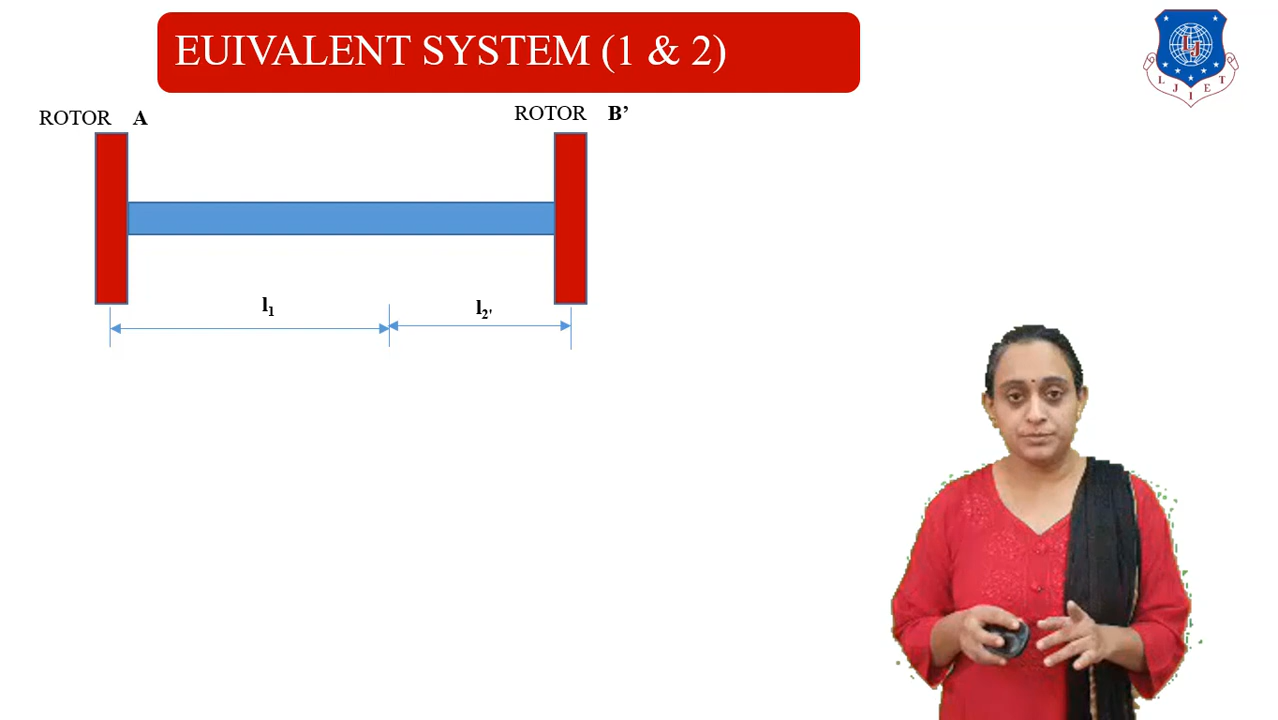 EUIVALENT SYSTEM (1 & 2)
L J I E T
ROTOR A
ROTOR B’
l1
l2'